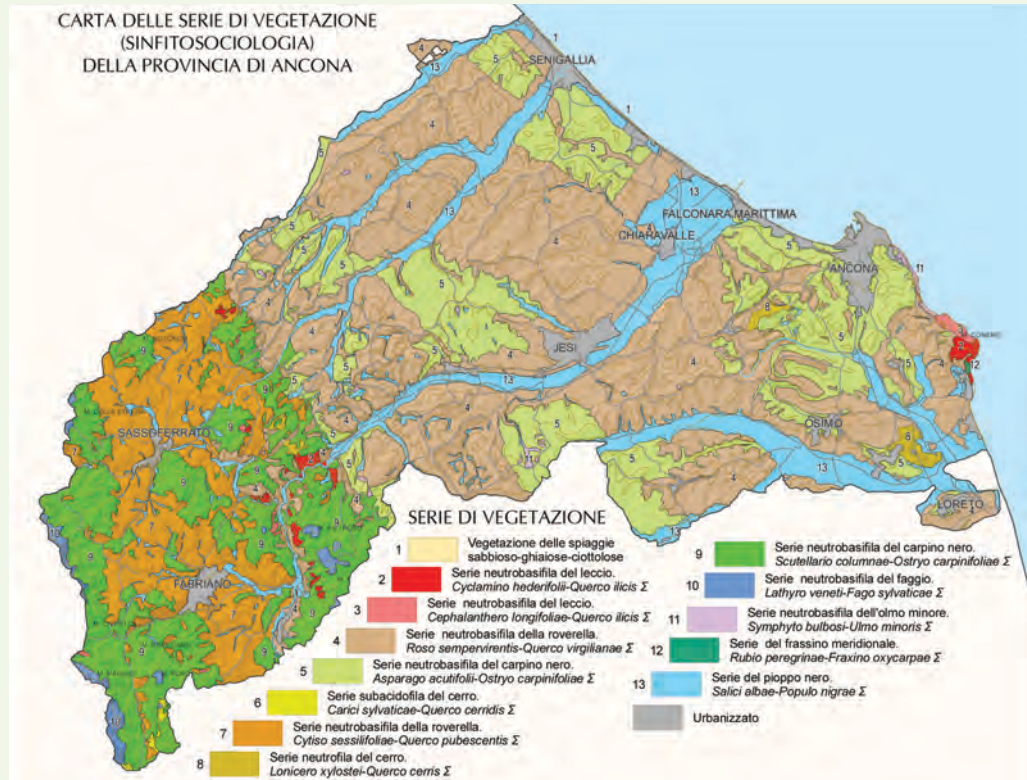 CARTA DELLE SERIE DI VEGETAZIONE
(SINFITOSOCIOLOGIA)
DELLA PROVINCIA DI ANCONA
SENIGALLIA
FALCONARA MARITTIMA
CHIARAVALLE
ANCONA
JESI
SASSOFERRATO
OSIMO
LORETO
FABRIANO
SERIE DI VEGETAZIONE
1 Vegetazione delle spiagge
sabbioso-ghiaiose-ciottolose
2 Serie neutrobasifila del leccio.
Cyclamino hederifolii-Querco ilicis Σ
3 Serie neutrobasifila del leccio.
Cephalanthero longifoliae-Querco ilicis Σ
4 Serie neutrobasifila della roverella.
Roso sempervirentis-Querco virgilianae Σ
5 Serie neutrobasifila del carpino nero.
Asparago acutifolii-Ostryo carpinifoliae Σ
6 Serie subacidofila del cerro.
Carici sylvaticae-Querco cerridis Σ
7 Serie neutrobasifila della roverella.
Cytiso sessilifoliae-Querco pubescentis Σ
8 Serie neutrofila del cerro.
Lonicero xylostei-Querco cerris Σ
9 Serie neutrobasifila del carpino nero.
Scutellario columnae-Ostryo carpinifoliae Σ
10 Serie neutrobasifila del faggio.
Lathyro veneti-Fago sylvaticae Σ
11 Serie neutrobasifila dell'olmo minore.
Symphyto bulbosi-Ulmo minoris Σ
12 Serie del frassino meridionale.
Rubio peregrinae-Fraxino oxycarpae Σ
13 Serie del pioppo nero.
Salici albae-Populo nigrae Σ
Urbanizzato